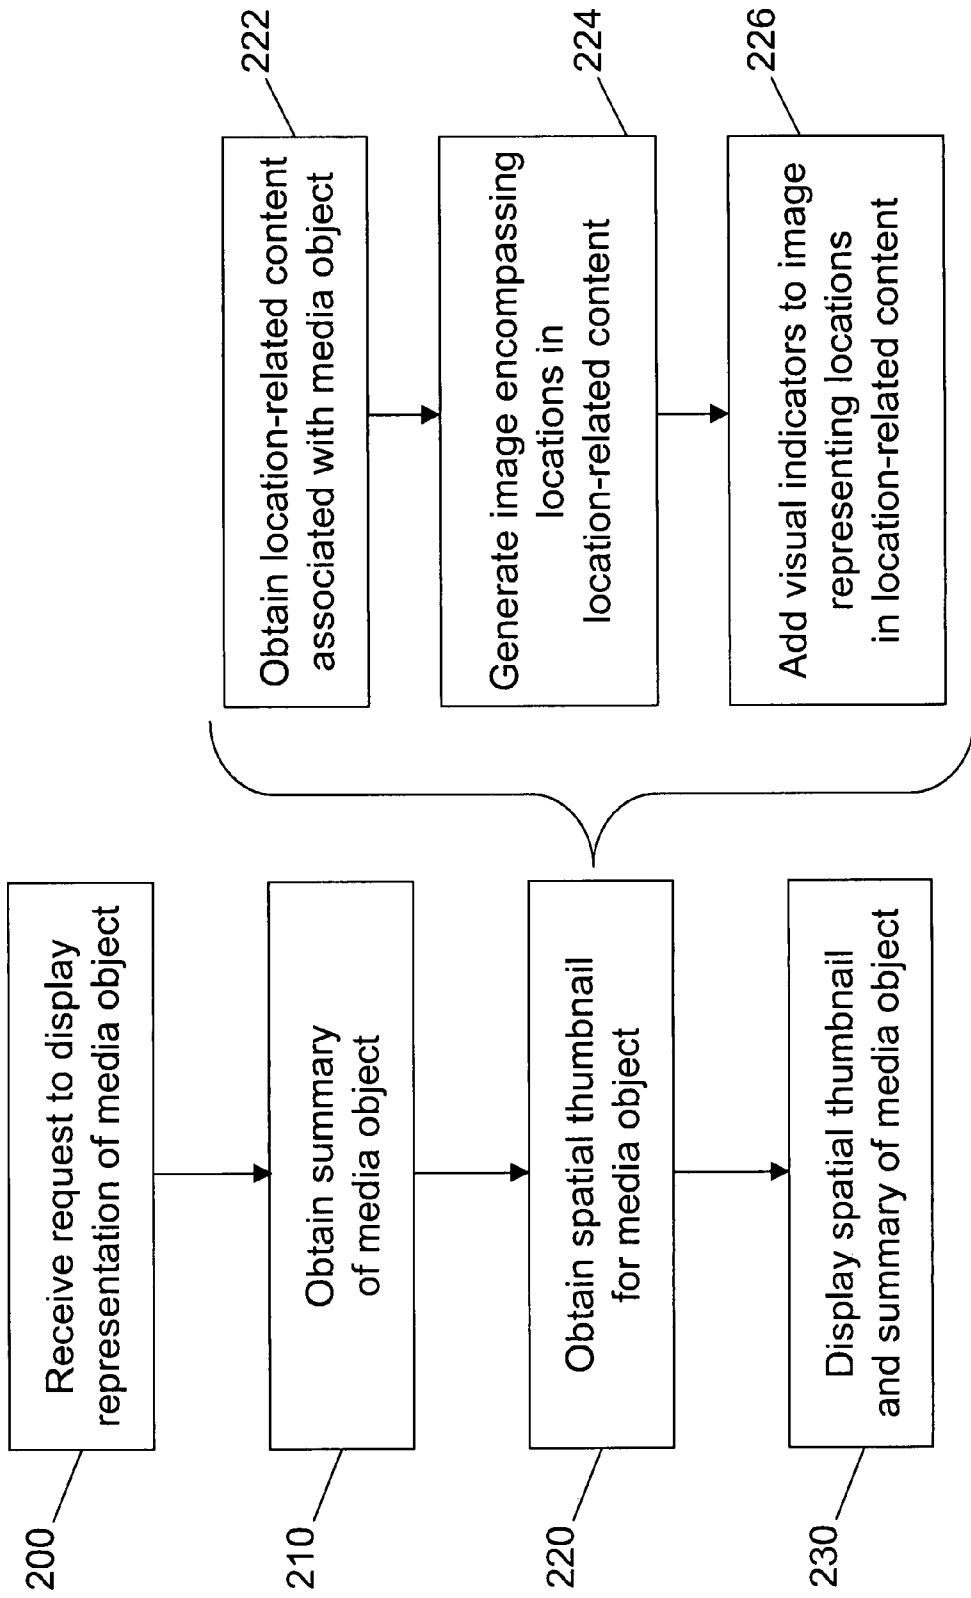 200
Receive request to display
representation of media object
210
Obtain summary
of media object
220
Obtain spatial thumbnail
for media object
230
Display spatial thumbnail
and summary of media object
222
Obtain location-related content
associated with media object
224
Generate image encompassing
locations in
location-related content
226
Add visual indicators to image
representing locations
in location-related content